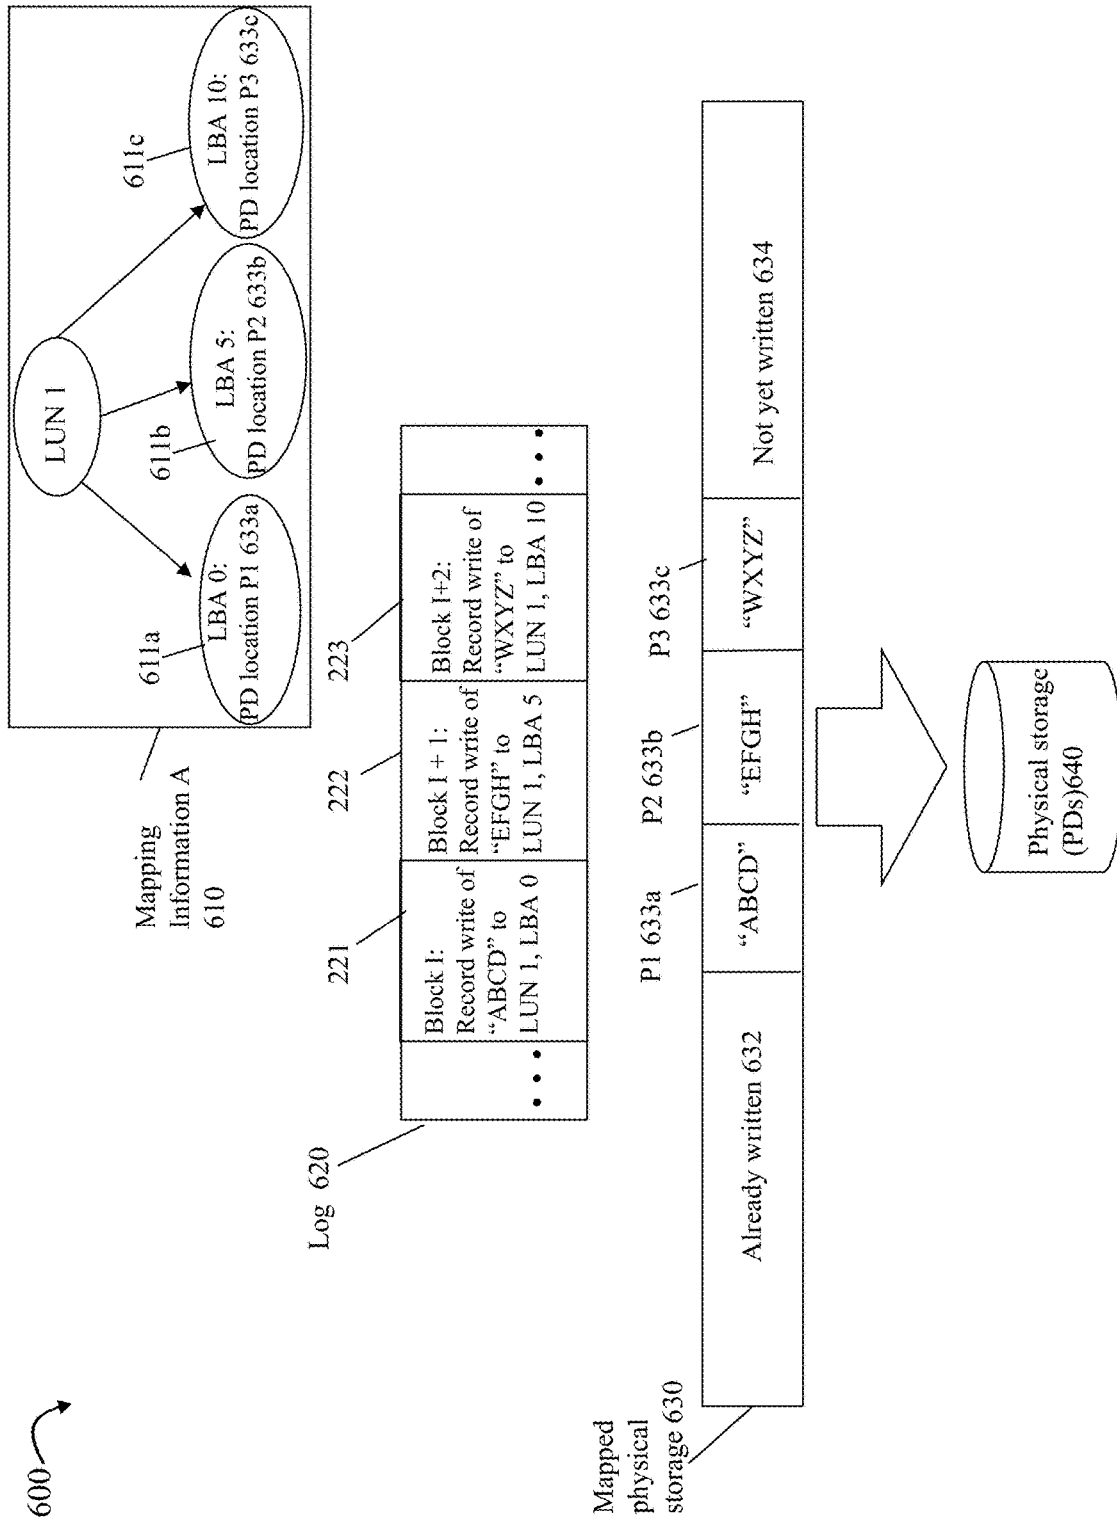 600
LUN 1
611a
LBA 0:
PD location P1 633a
611b
LBA 5:
PD location P2 633b
611c
LBA 10:
PD location P3 633c
Mapping
Information A
610
Log 620
221
222
223
Block I:
Record write of
“ABCD” to
LUN 1, LBA 0
Block I + 1:
Record write of
“EFGH” to
LUN 1, LBA 5
Block I+2:
Record write of
“WXYZ” to
LUN 1, LBA 10
Mapped
physical
storage 630
P1 633a
P2 633b
P3 633c
Already written 632
“ABCD”
“EFGH”
“WXYZ”
Not yet written 634
Physical storage
(PDs)640